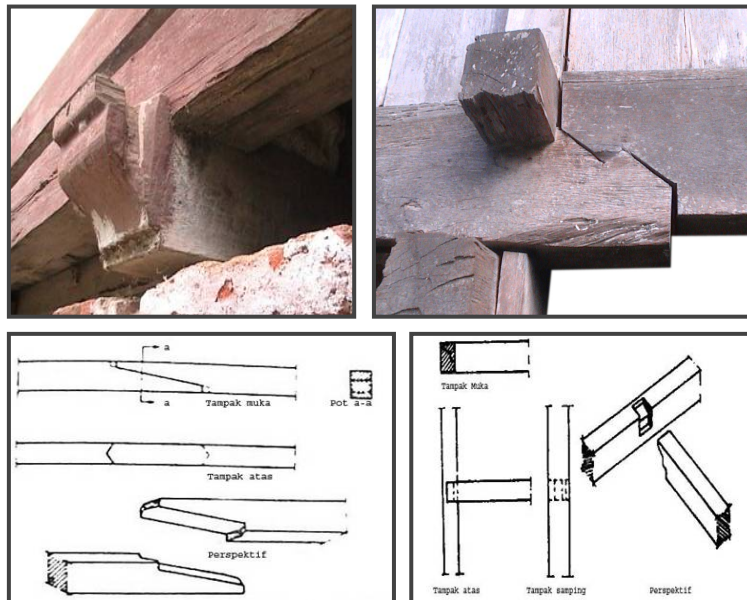 a
a
Tampak muka
Pot a-a
Tampak atas
Perspektif
Tampak Muka
Tampak atas
Tampak samping
Perspektif